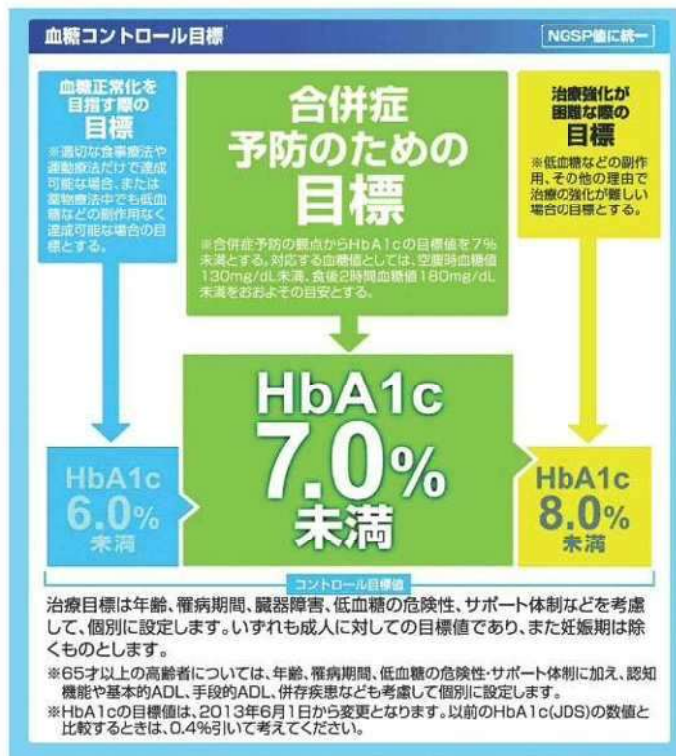 血糖コントロール目標
NGSP値に統一
血糖正常化を
目指す際の
目標
※適切な食事療法や
運動療法だけで達成
可能な場合、または
薬物療法中でも低血
糖などの副作用なく
達成可能な場合の目
標とする。
合併症
予防のための
目標
※合併症予防の観点からHbA1cの目標値を7%
未満とする。対応する血糖値としては、空腹時血糖値
130mg/dL未満、食後2時間血糖値180mg/dL
未満をおおよその目安とする。
治療強化が
困難な際の
目標
※低血糖などの副作
用、その他の理由で
治療の強化が難しい
場合の目標とする。
HbA1c
6.0%
未満
HbA1c
7.0%
未満
HbA1c
8.0%
未満
コントロール目標値
治療目標は年齢、罹病期間、臓器障害、低血糖の危険性、サポート体制などを考慮
して、個別に設定します。いずれも成人に対しての目標値であり、また妊娠期は除
くものとします。
※65才以上の高齢者については、年齢、罹病期間、低血糖の危険性・サポート体制に加え、認知
機能や基本的ADL、手段的ADL、併存疾患なども考慮して個別に設定します。
※HbA1cの目標値は、2013年6月1日から変更となります。以前のHbA1c(JDS)の数値と
比較するときは、0.4%引いて考えてください。